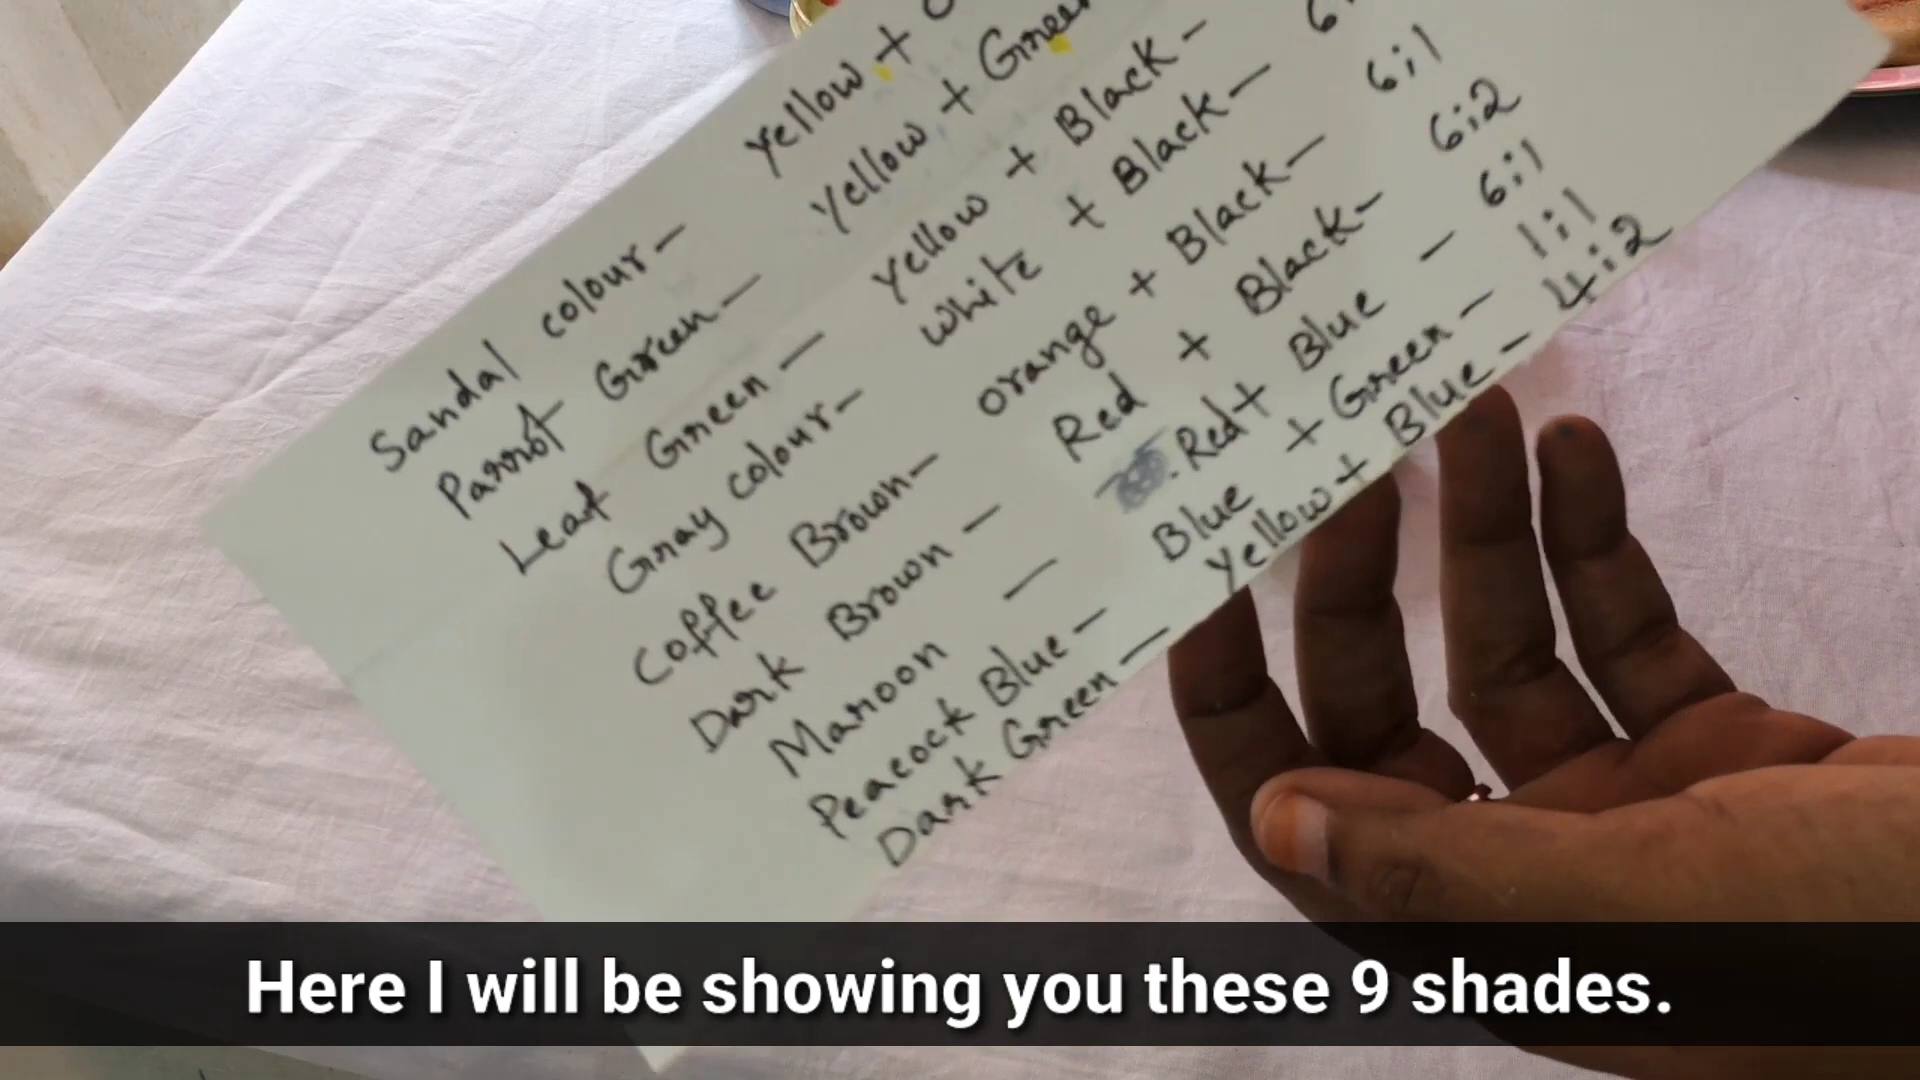 Sandal colour - Yellow +
Parrot Green - Yellow + Green
Leaf Green - Yellow + Black -
Gray colour - White + Black - 6
Coffee Brown - orange + Black - 6:1
Dark Brown - Red + Black - 6:2
Maroon - Red + Blue - 6:1
Peacock Blue - Blue + Green - 1:1
Dark Green - Yellow + Blue - 4:2
Here I will be showing you these 9 shades.